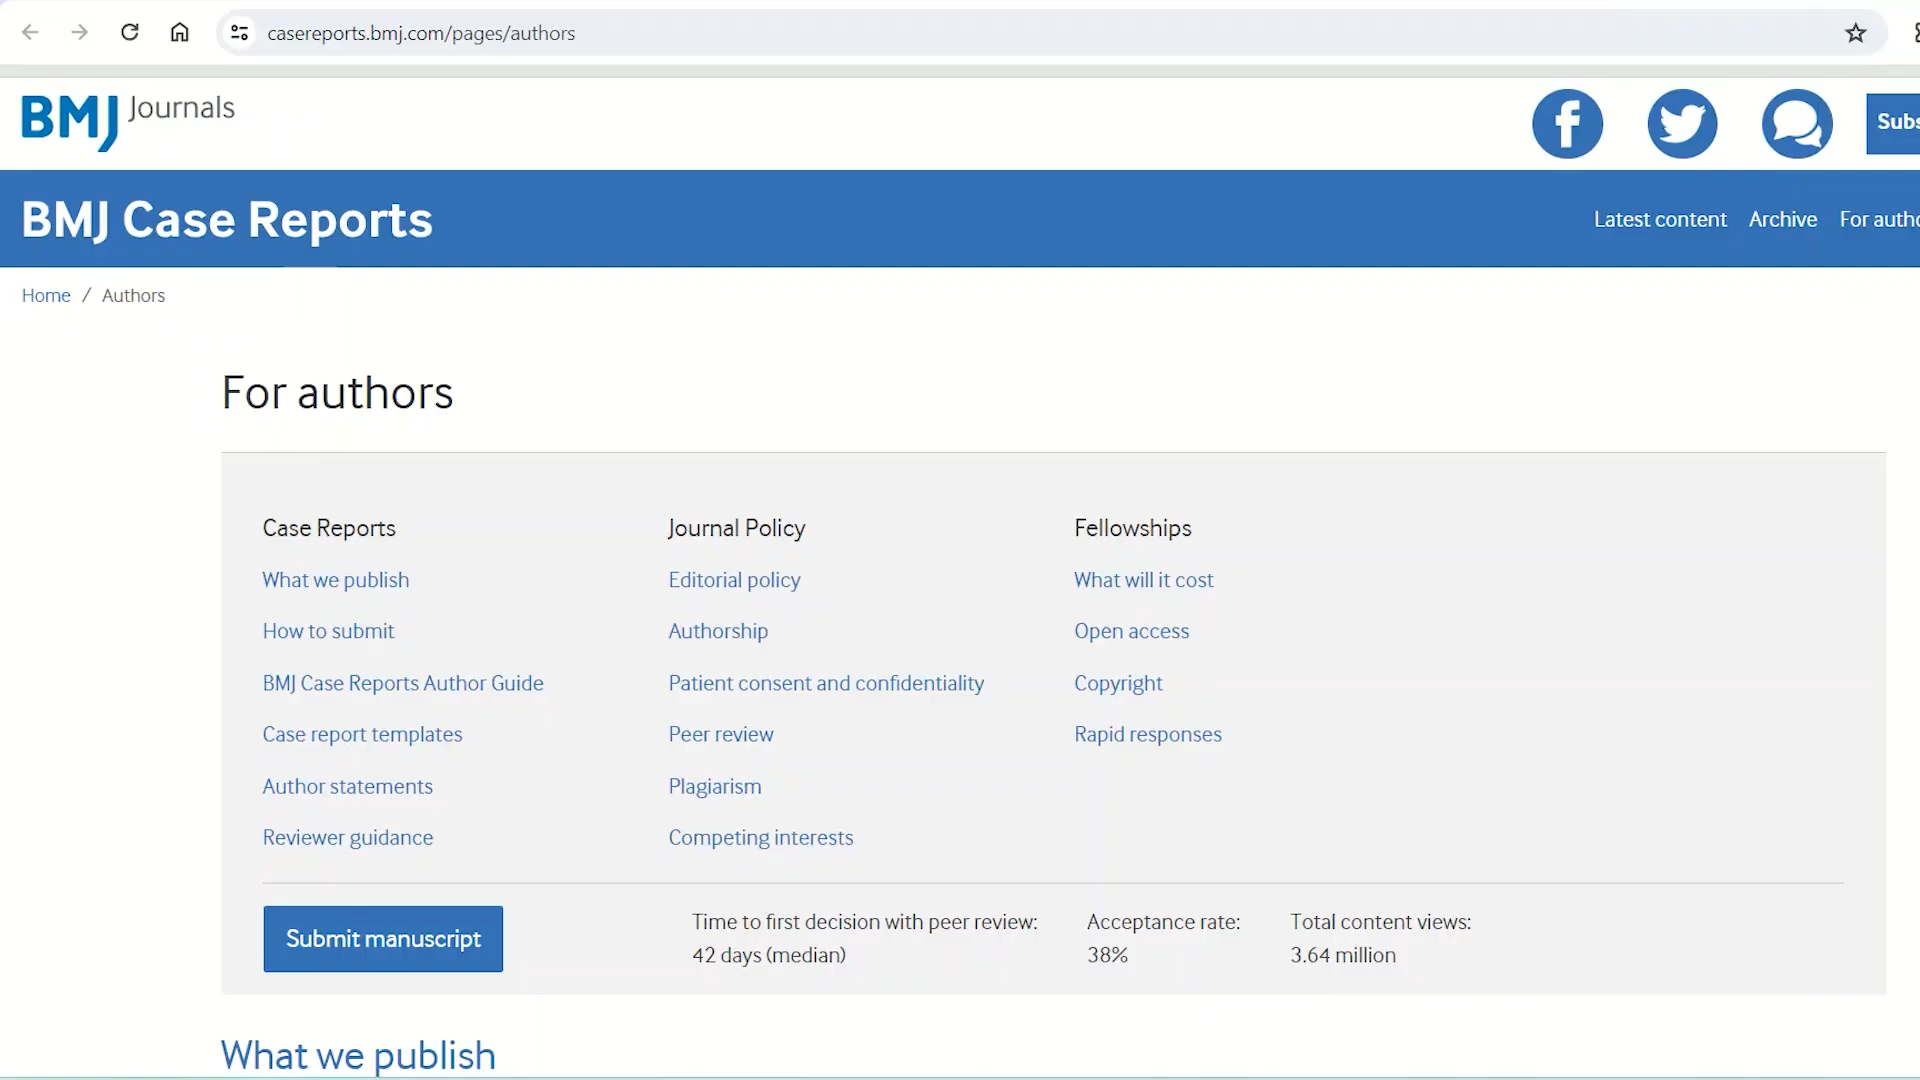 casereports.bmj.com/pages/authors
BMJ Journals
Subs
BMJ Case Reports
Latest content Archive For autho
Home / Authors
For authors
Case Reports
What we publish
How to submit
BMJ Case Reports Author Guide
Case report templates
Author statements
Reviewer guidance
Journal Policy
Editorial policy
Authorship
Patient consent and confidentiality
Peer review
Plagiarism
Competing interests
Fellowships
What will it cost
Open access
Copyright
Rapid responses
Submit manuscript
Time to first decision with peer review:
42 days (median)
Acceptance rate:
38%
Total content views:
3.64 million
What we publish